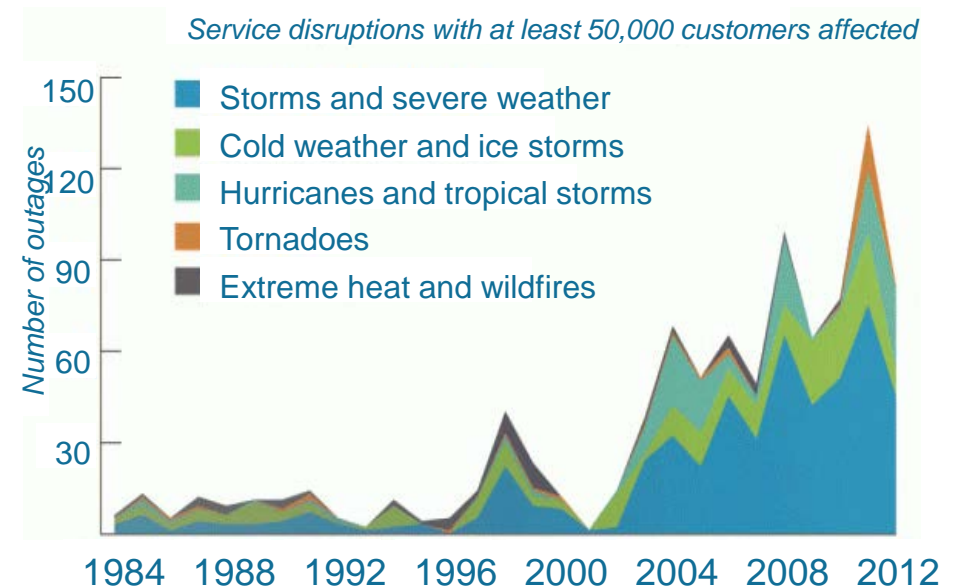 Service disruptions with at least 50,000 customers affected
150
120
90
60
30
Number of outages
Storms and severe weather
Cold weather and ice storms
Hurricanes and tropical storms
Tornadoes
Extreme heat and wildfires
1984 1988 1992 1996 2000 2004 2008 2012